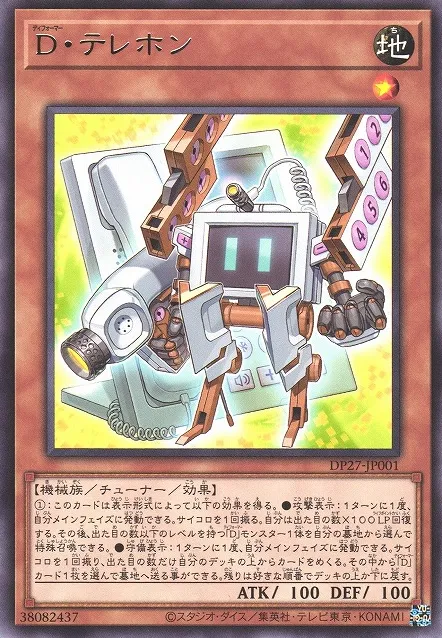 ディフォーマー
D・テレホン
ち
地
1 2
4 5 6
DP27-JP001
【機械族／チューナー／効果】
①：このカードは表示形式によって以下の効果を得る。●攻撃表示：1ターンに1度、
自分メインフェイズに発動できる。サイコロを1回振る。自分は出た目の数×100LP回復
する。その後、出た目の数以下のレベルを持つ「D」モンスター1体を自分の墓地から選んで
特殊召喚できる。●守備表示：1ターンに1度、自分メインフェイズに発動できる。サイコ
ロを1回振り、出た目の数だけ自分のデッキの上からカードをめくる。その中から「D」
カード1枚を選んで墓地へ送る事ができる。残りは好きな順番でデッキの上か下に戻す。
ATK/ 100 DEF/ 100
38082437
©スタジオ・ダイス／集英社・テレビ東京・KONAMI